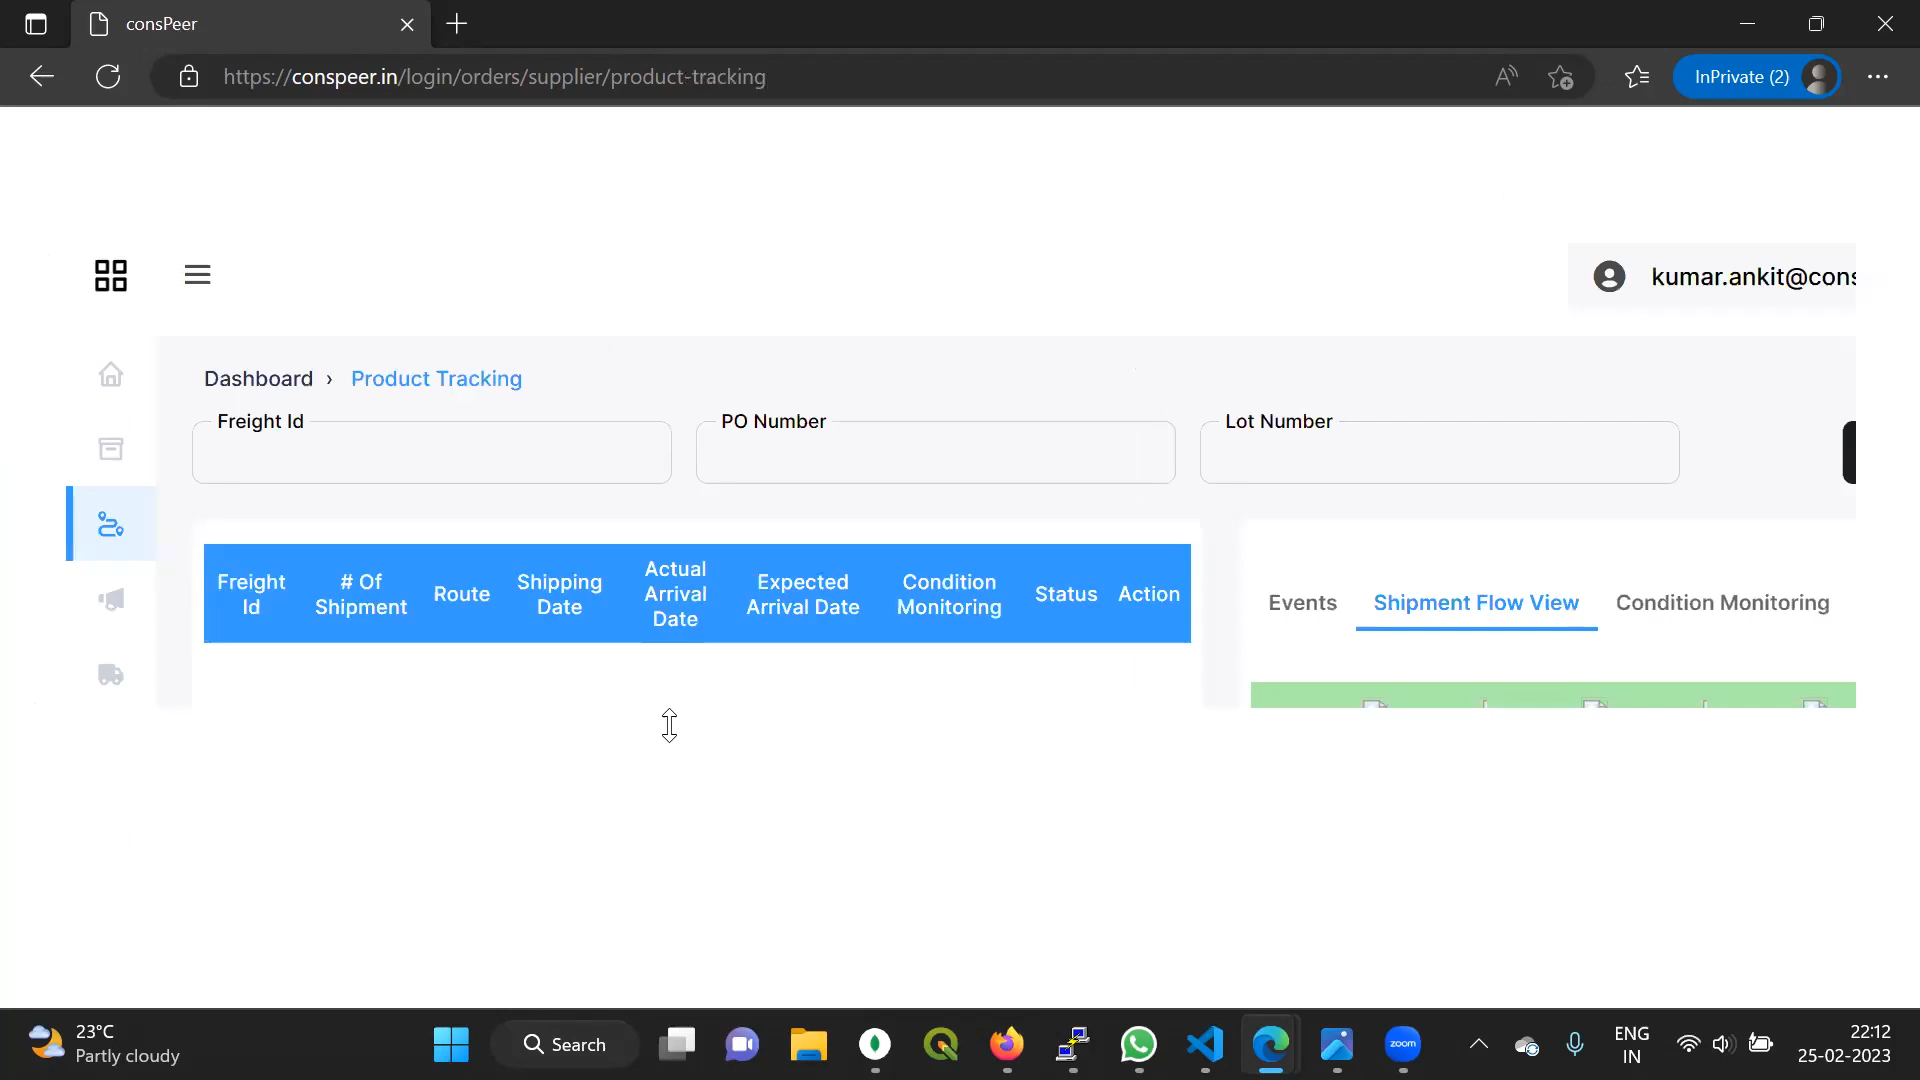 consPeer
https://conspeer.in/login/orders/supplier/product-tracking
InPrivate (2)
kumar.ankit@cons
Dashboard › Product Tracking
Freight Id
PO Number
Lot Number
Freight Id
# Of Shipment
Route
Shipping Date
Actual Arrival Date
Expected Arrival Date
Condition Monitoring
Status
Action
Events
Shipment Flow View
Condition Monitoring
23°C
Partly cloudy
Search
zoom
ENG
IN
22:12
25-02-2023